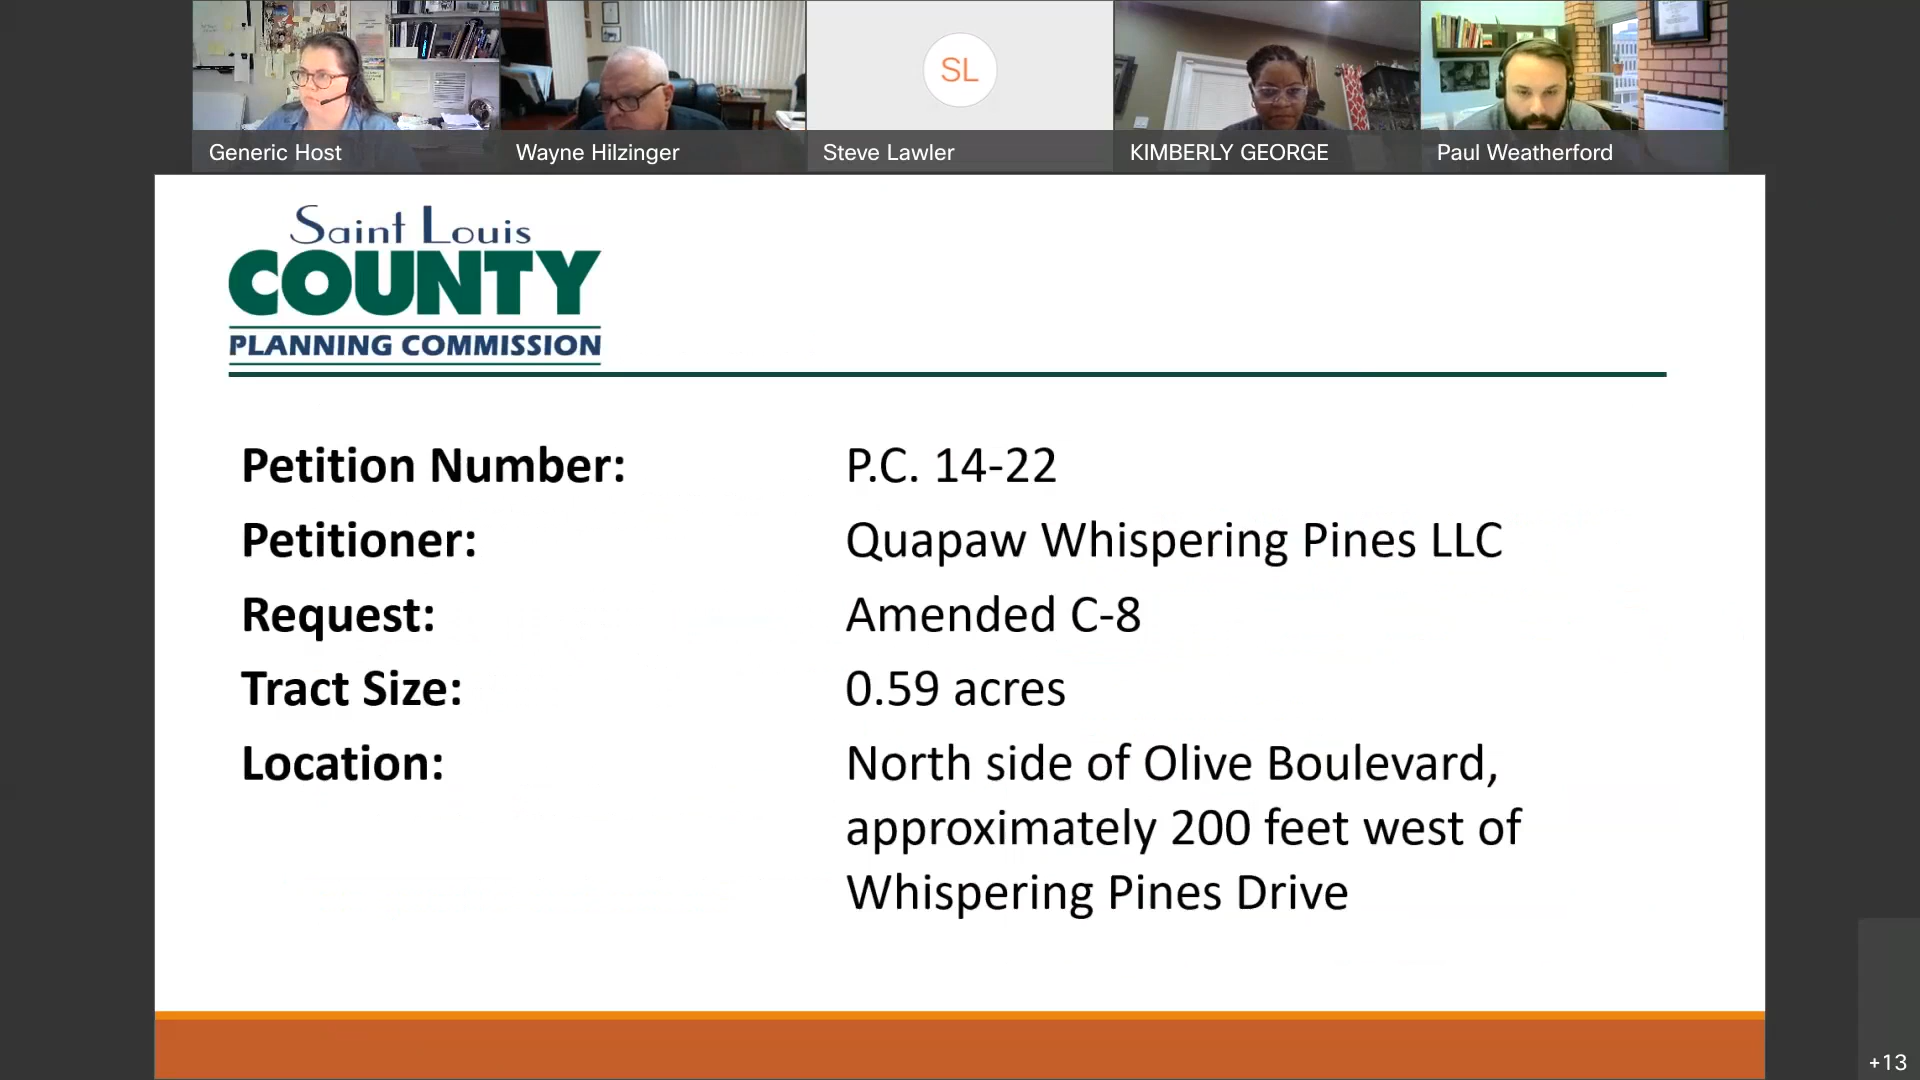 Generic Host
Wayne Hilzinger
SL
Steve Lawler
KIMBERLY GEORGE
Paul Weatherford
Saint Louis
COUNTY
PLANNING COMMISSION
Petition Number: P.C. 14-22
Petitioner: Quapaw Whispering Pines LLC
Request: Amended C-8
Tract Size: 0.59 acres
Location: North side of Olive Boulevard,
approximately 200 feet west of
Whispering Pines Drive
+13